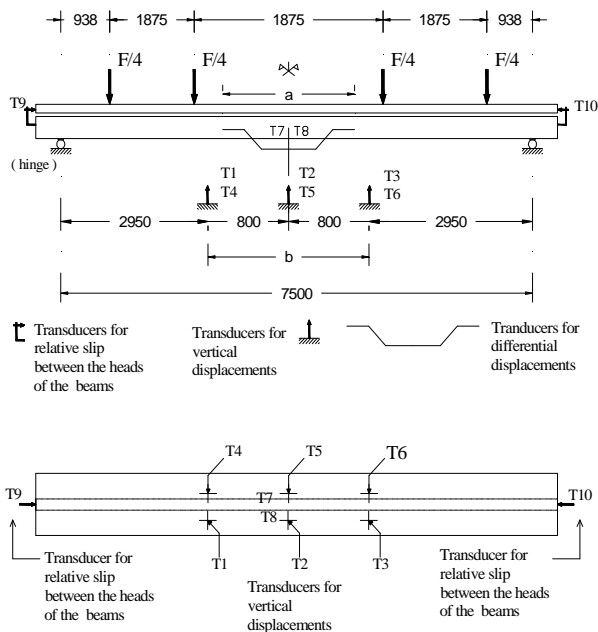 938 1875 1875 1875 938
F/4 F/4 F/4 F/4
a
T9 T10
T7 T8
( hinge )
T1 T2 T3
T4 T5 T6
2950 800 800 2950
b
7500
Transducers for
relative slip
between the heads
of the beams
Transducers for
vertical
displacements
Tranducers for
differential
displacements
T4 T5 T6
T9 T7 T10
T8
T1 T2 T3
Transducer for
relative slip
between the heads
of the beams
Transducers for
vertical
displacements
Transducer for
relative slip
between the heads
of the beams